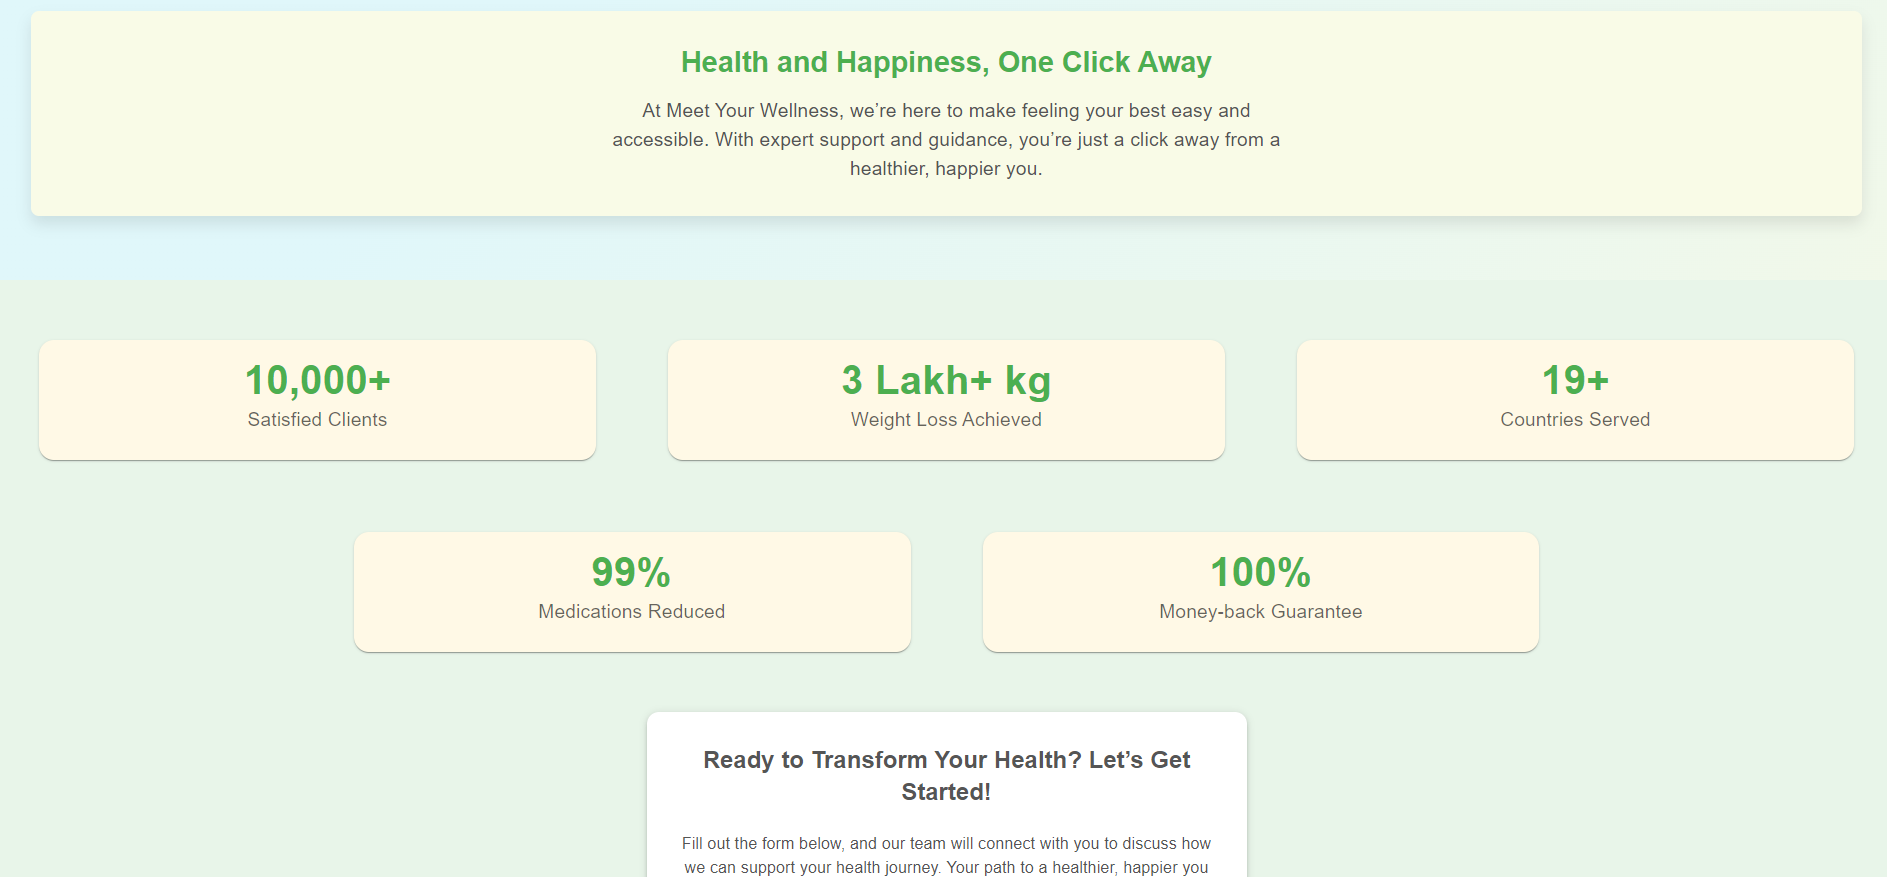 Health and Happiness, One Click Away
At Meet Your Wellness, we’re here to make feeling your best easy and
accessible. With expert support and guidance, you’re just a click away from a
healthier, happier you.
10,000+
Satisfied Clients
3 Lakh+ kg
Weight Loss Achieved
19+
Countries Served
99%
Medications Reduced
100%
Money-back Guarantee
Ready to Transform Your Health? Let’s Get
Started!
Fill out the form below, and our team will connect with you to discuss how
we can support your health journey. Your path to a healthier, happier you